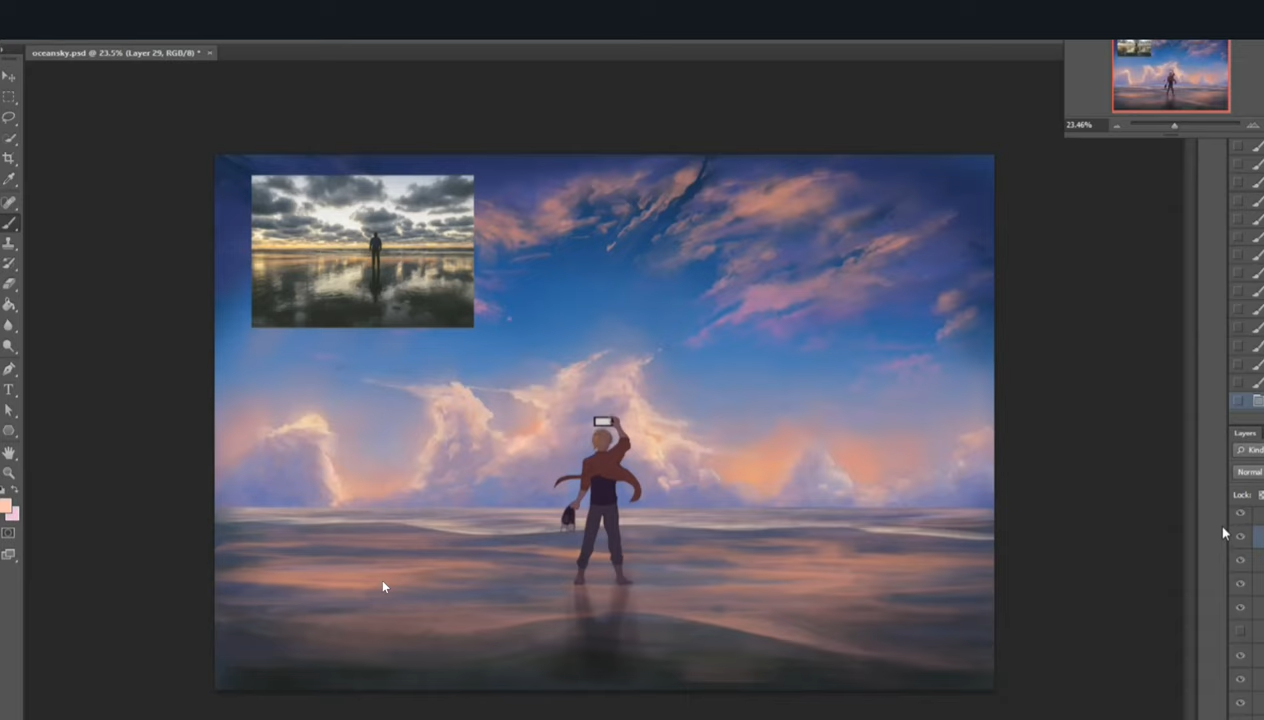 oceansky.psd @ 23.5% (Layer 29, RGB/8) *
23.46%
Layers
Kind
Normal
Lock:
T